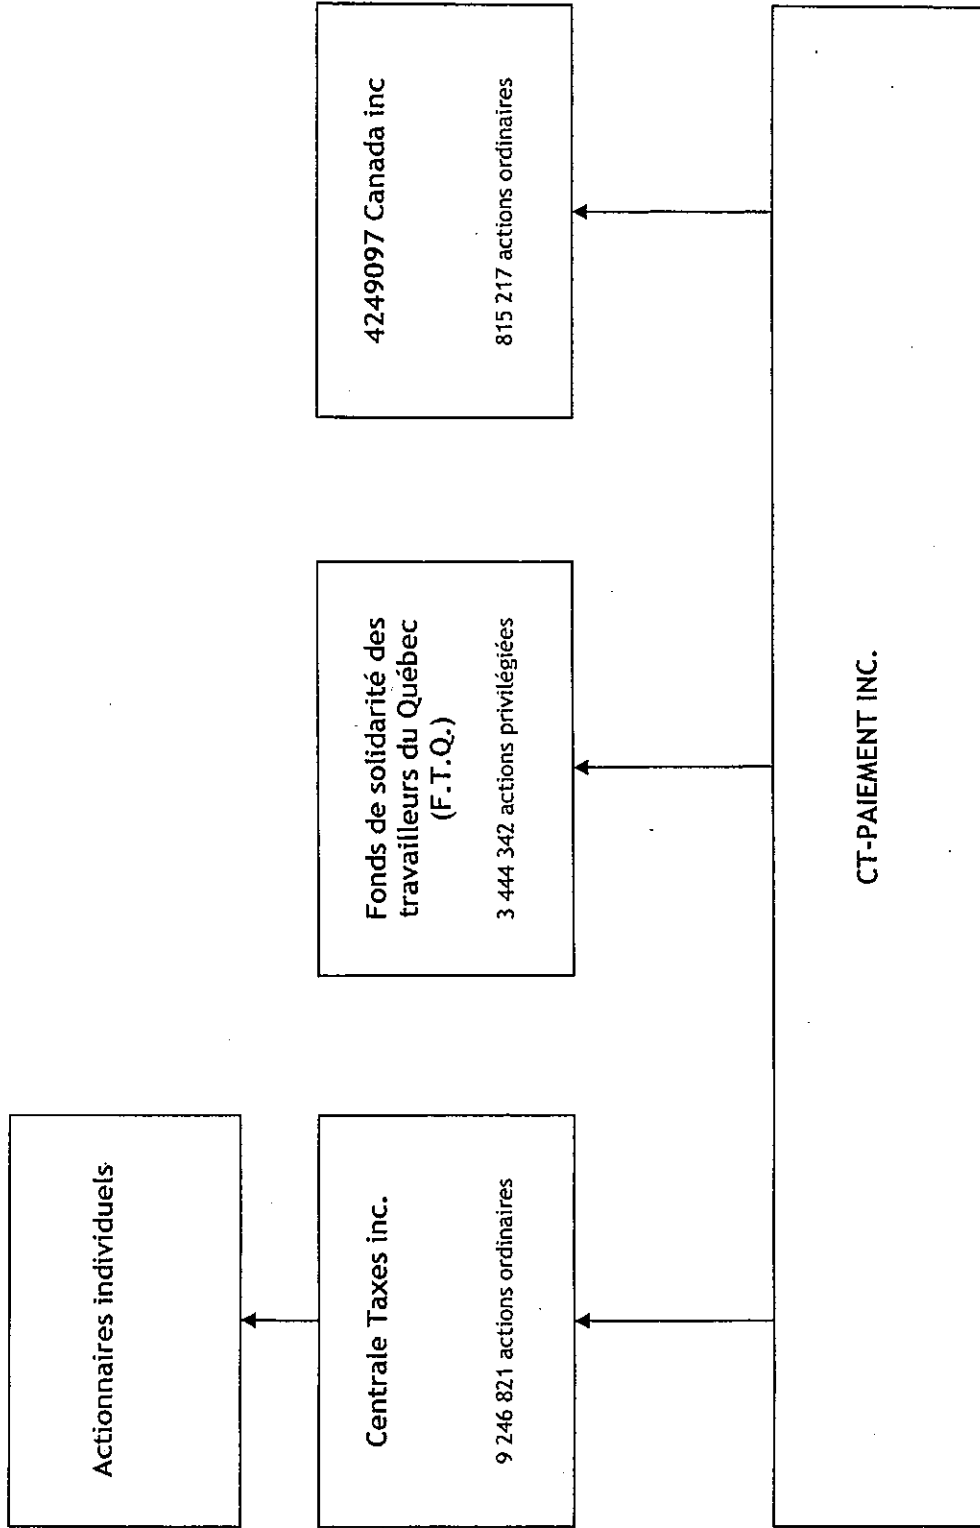 Actionnaires individuels
Centrale Taxes inc.
9 246 821 actions ordinaires
Fonds de solidarité des
travailleurs du Québec
(F.T.Q.)
3 444 342 actions privilégiées
4249097 Canada inc
815 217 actions ordinaires
CT-PAIEMENT INC.